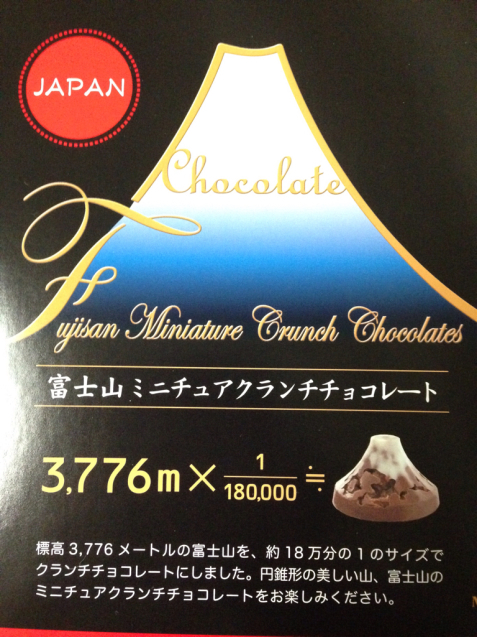 JAPAN
Chocolate
Fujisan Miniature Crunch Chocolates
富士山 ミニチュアクランチチョコレート
3,776m × 1/180,000 ≒
標高 3,776 メートルの富士山を、約 18 万分の 1 のサイズで
クランチチョコレートにしました。円錐形の美しい山、富士山の
ミニチュアクランチチョコレートをお楽しみください。